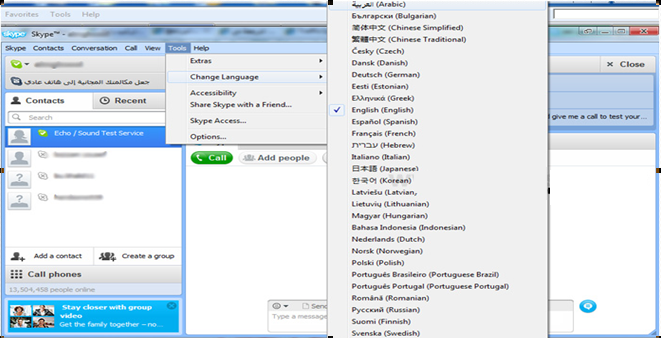 Favorites Tools Help
Skype™ -
Skype Contacts Conversation Call View Tools Help
جعل مكالمتك المجانية إلى هاتف عادي
Contacts Recent
Search
Echo / Sound Test Service
Add a contact Create a group
Call phones
13,504,458 people online
Stay closer with group
video
Get the family together – no...
Extras
Change Language
Accessibility
Share Skype with a Friend...
Skype Access...
Options...
Call Add people
العربية (Arabic)
Български (Bulgarian)
简体中文 (Chinese Simplified)
繁體中文 (Chinese Traditional)
Česky (Czech)
Dansk (Danish)
Deutsch (German)
Eesti (Estonian)
Ελληνικά (Greek)
English (English)
Español (Spanish)
Français (French)
עברית (Hebrew)
Italiano (Italian)
日本語 (Japanese)
한국어 (Korean)
Latviešu (Latvian)
Lietuvių (Lithuanian)
Magyar (Hungarian)
Bahasa Indonesia (Indonesian)
Nederlands (Dutch)
Norsk (Norwegian)
Polski (Polish)
Português Brasileiro (Portuguese Brazil)
Português Portugal (Portuguese Portugal)
Română (Romanian)
Русский (Russian)
Suomi (Finnish)
Svenska (Swedish)
Close
give me a call to test your...
Send
Type a message